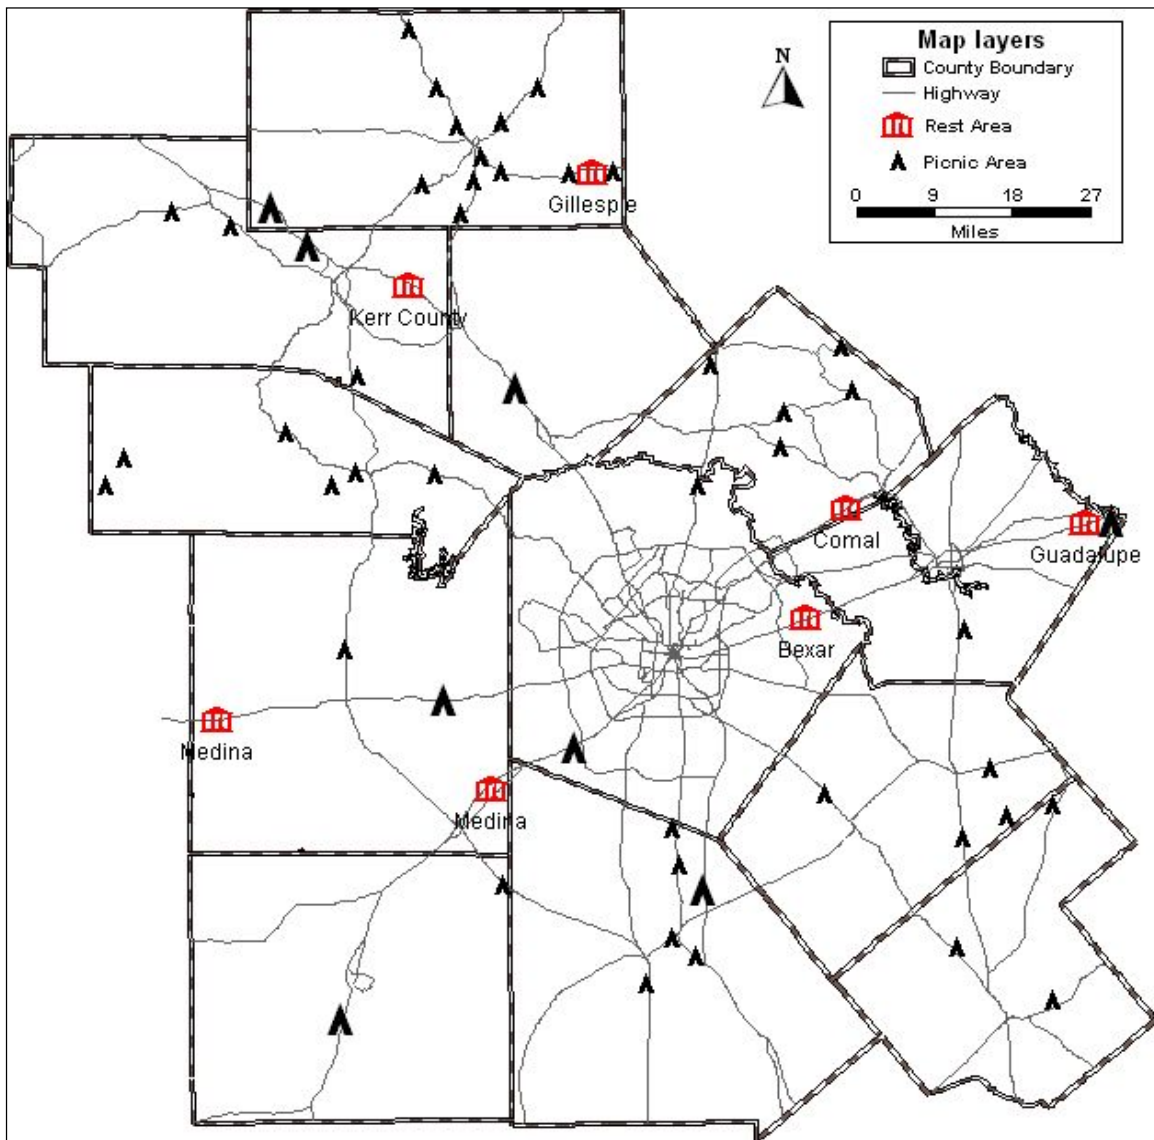 Map layers
County Boundary
Highway
Rest Area
Picnic Area
0 9 18 27
Miles
N
Gillespie
Kerr County
Comal
Guadalupe
Bexar
Medina
Medina